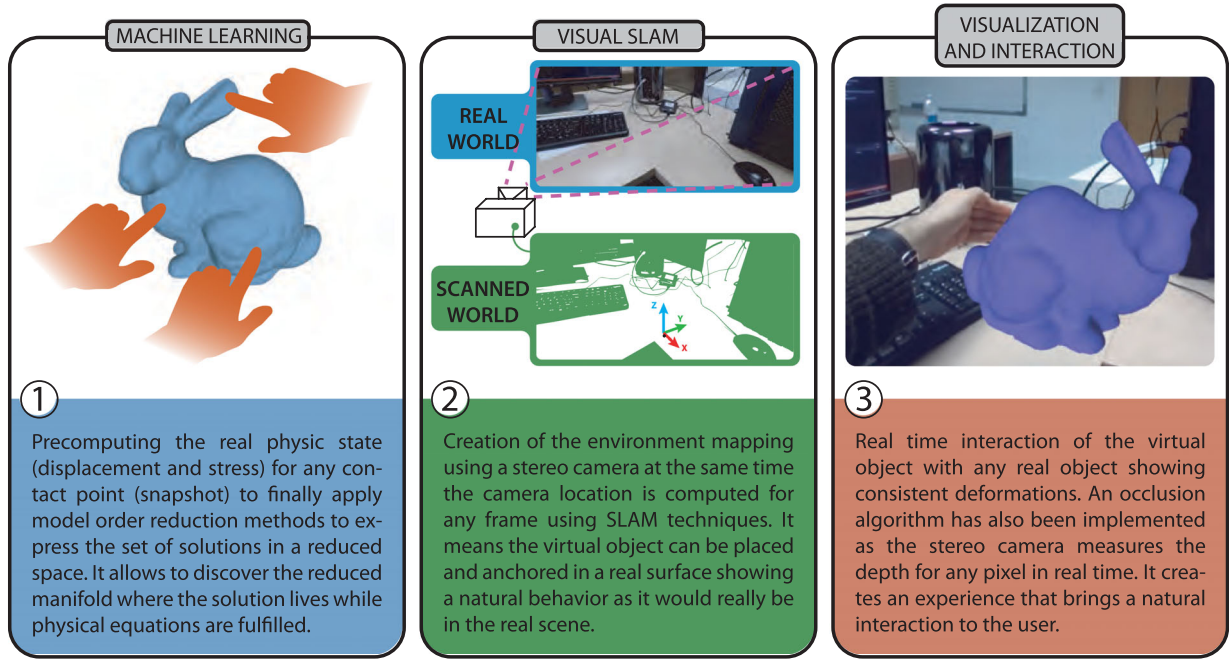 MACHINE LEARNING
1
Precomputing the real physic state
(displacement and stress) for any con-
tact point (snapshot) to finally apply
model order reduction methods to ex-
press the set of solutions in a reduced
space. It allows to discover the reduced
manifold where the solution lives while
physical equations are fulfilled.
VISUAL SLAM
REAL
WORLD
SCANNED
WORLD
Z
Y
X
2
Creation of the environment mapping
using a stereo camera at the same time
the camera location is computed for
any frame using SLAM techniques. It
means the virtual object can be placed
and anchored in a real surface showing
a natural behavior as it would really be
in the real scene.
VISUALIZATION
AND INTERACTION
3
Real time interaction of the virtual
object with any real object showing
consistent deformations. An occlusion
algorithm has also been implemented
as the stereo camera measures the
depth for any pixel in real time. It crea-
tes an experience that brings a natural
interaction to the user.